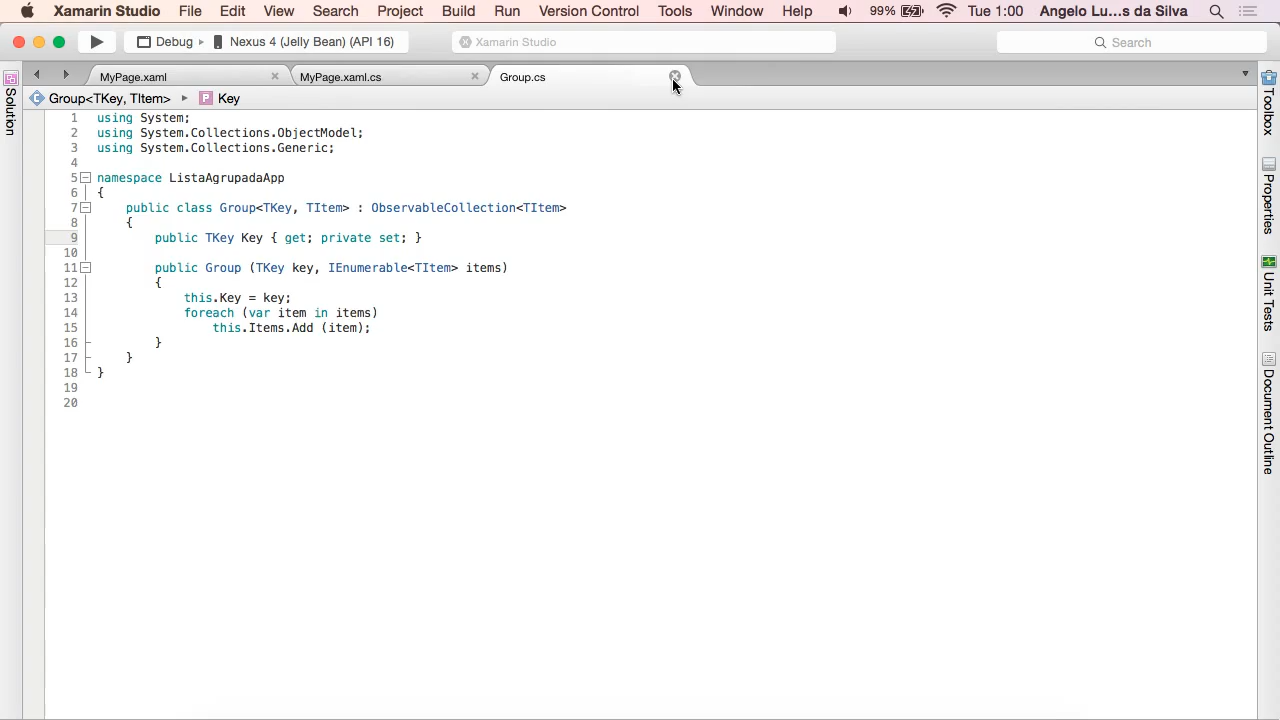 Xamarin Studio File Edit View Search Project Build Run Version Control Tools Window Help 99% Tue 1:00 Angelo Lu...s da Silva
Debug Nexus 4 (Jelly Bean) (API 16) Xamarin Studio Search
MyPage.xaml MyPage.xaml.cs Group.cs
Group<TKey, TItem> Key
Solution
1 using System;
2 using System.Collections.ObjectModel;
3 using System.Collections.Generic;
4
5 namespace ListaAgrupadaApp
6 {
7 public class Group<TKey, TItem> : ObservableCollection<TItem>
8 {
9 public TKey Key { get; private set; }
10
11 public Group (TKey key, IEnumerable<TItem> items)
12 {
13 this.Key = key;
14 foreach (var item in items)
15 this.Items.Add (item);
16 }
17 }
18 }
19
20
Toolbox
Properties
Unit Tests
Document Outline